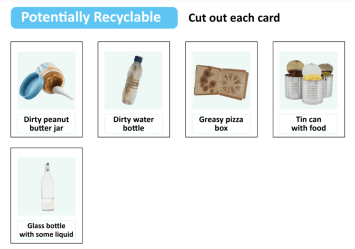 Potentially Recyclable
Cut out each card
Dirty peanut
butter jar
Dirty water
bottle
Greasy pizza
box
Tin can
with food
Glass bottle
with some liquid